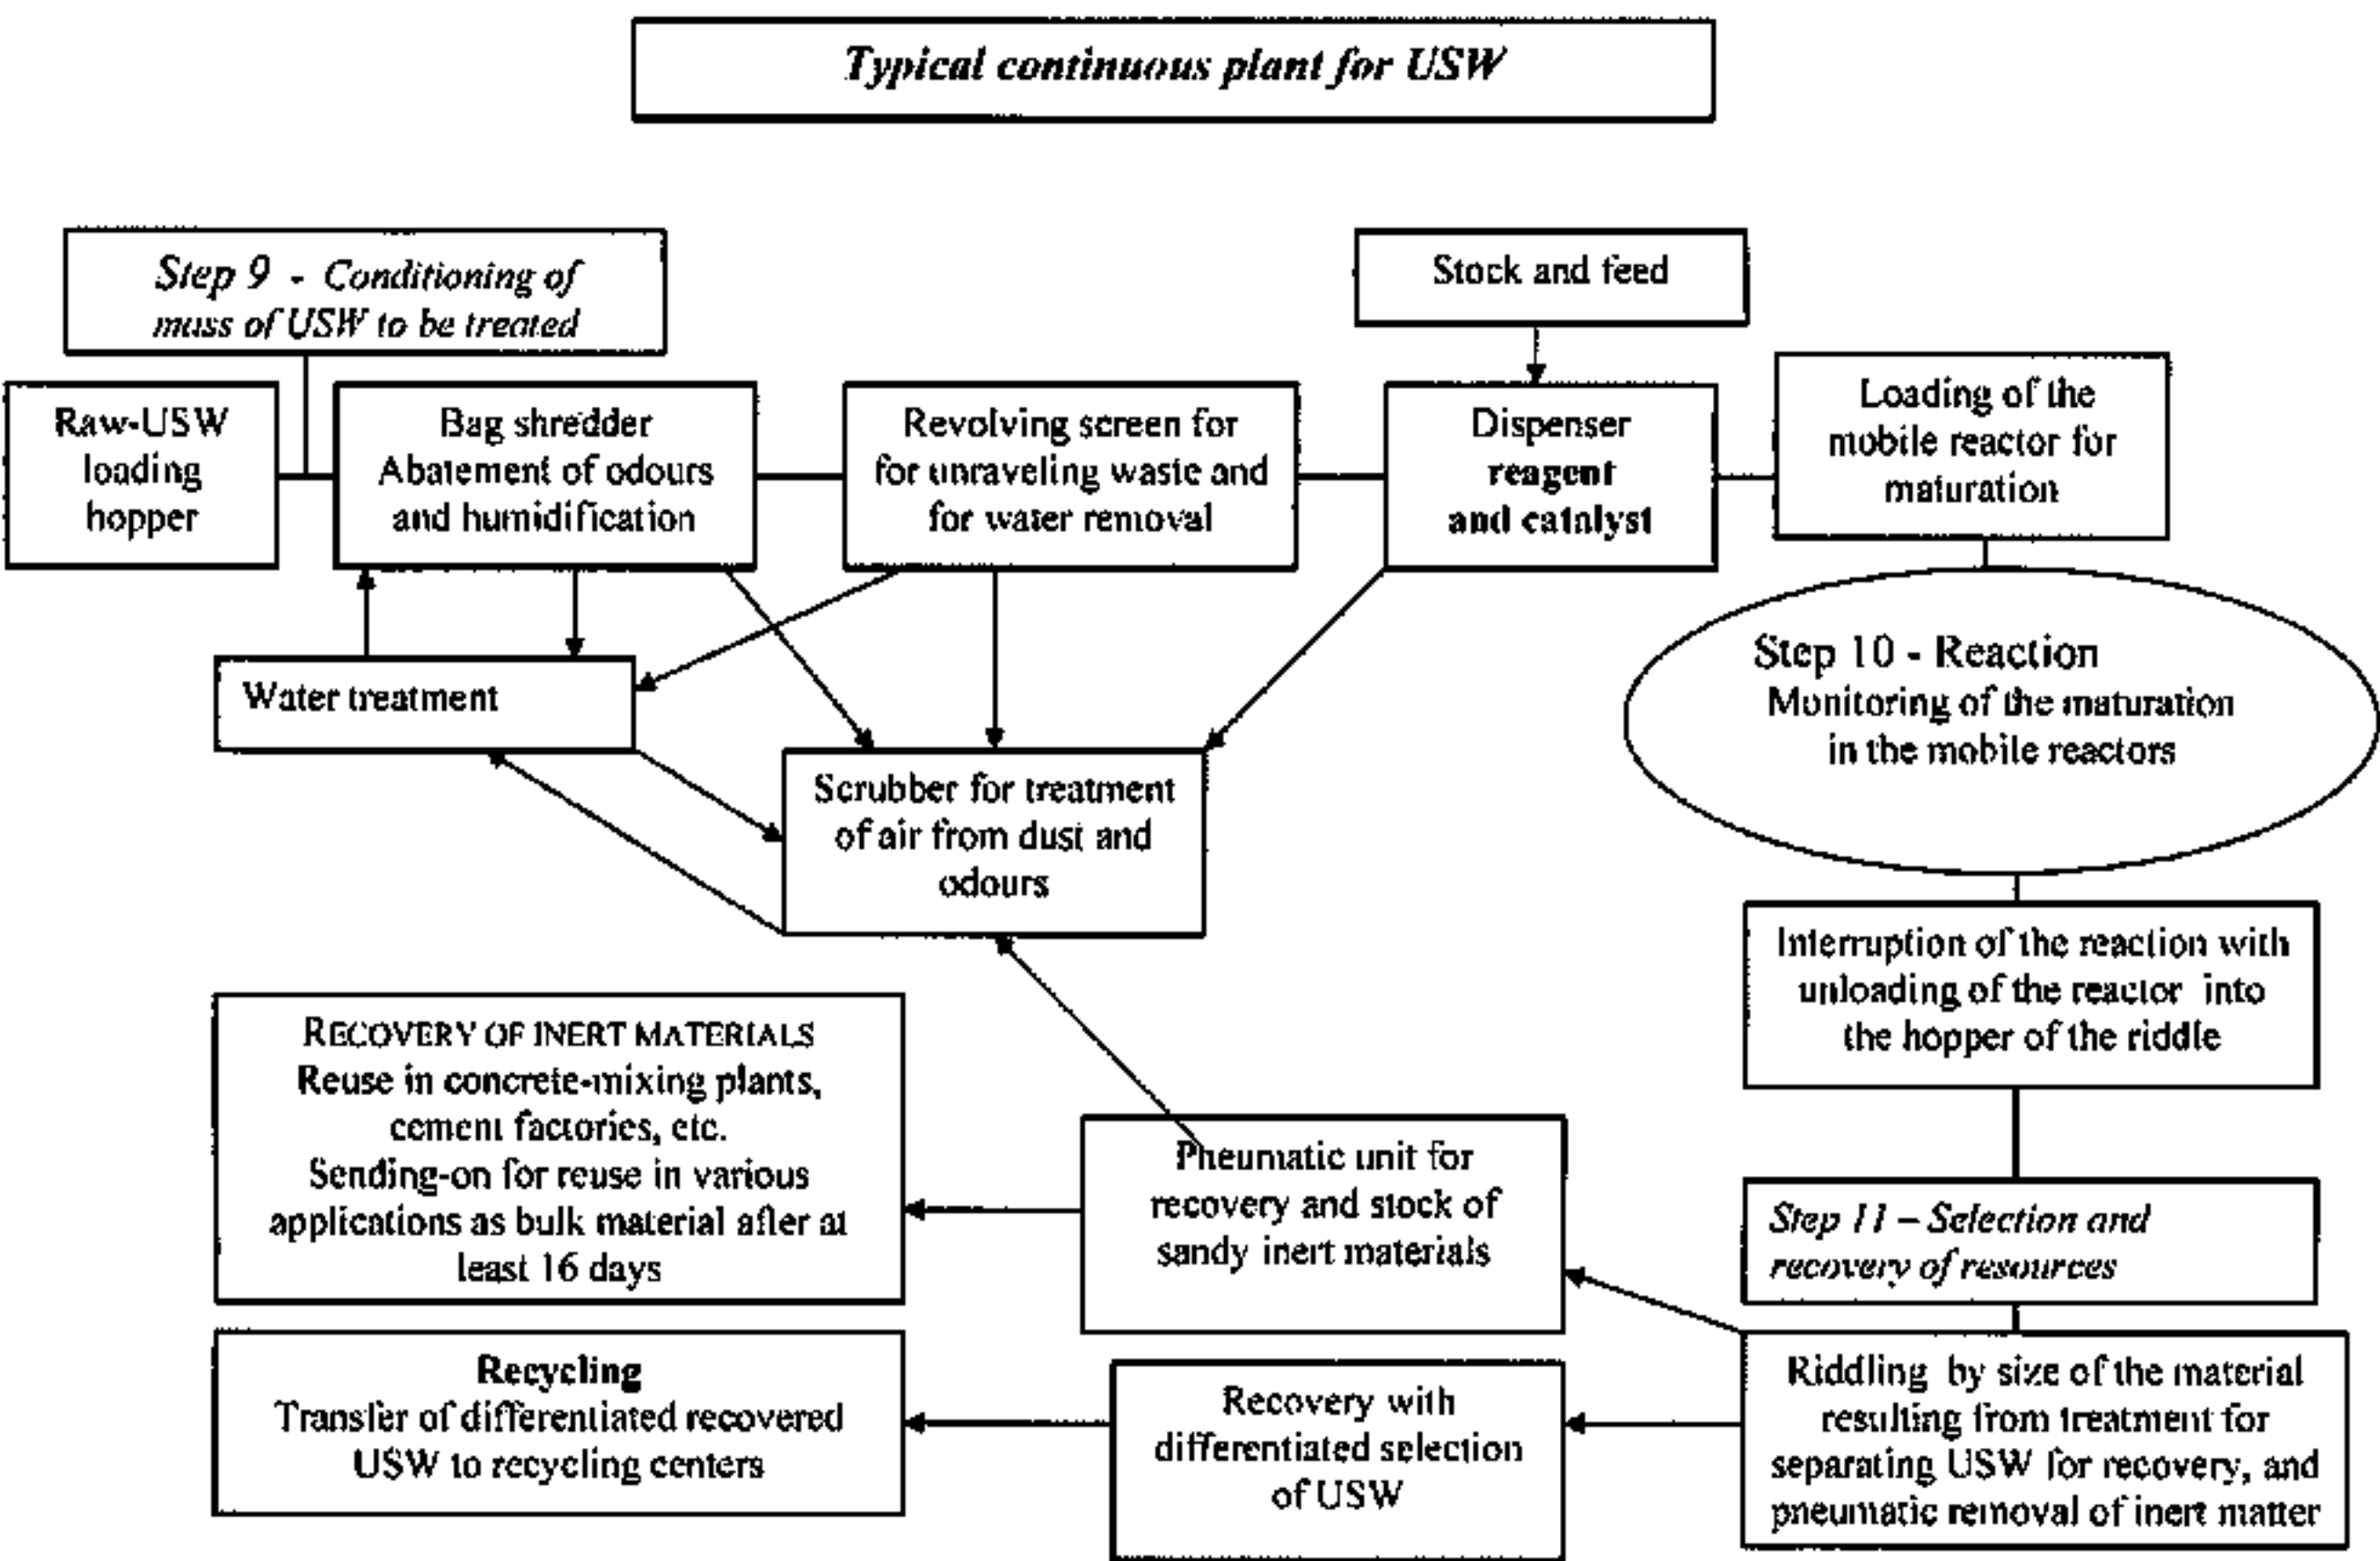 Typical continuous plant for USW
Step 9 - Conditioning of
mass of USW to be treated
Stock and feed
Raw-USW
loading
hopper
Bag shredder
Abatement of odours
and humidification
Revolving screen for
for unraveling waste and
for water removal
Dispenser
reagent
and catalyst
Loading of the
mobile reactor for
maturation
Step 10 - Reaction
Monitoring of the maturation
in the mobile reactors
Water treatment
Scrubber for treatment
of air from dust and
odours
Interruption of the reaction with
unloading of the reactor into
the hopper of the riddle
RECOVERY OF INERT MATERIALS
Reuse in concrete-mixing plants,
cement factories, etc.
Sending-on for reuse in various
applications as bulk material after at
least 16 days
Pneumatic unit for
recovery and stock of
sandy inert materials
Step 11 – Selection and
recovery of resources
Recycling
Transfer of differentiated recovered
USW to recycling centers
Recovery with
differentiated selection
of USW
Riddling by size of the material
resulting from treatment for
separating USW for recovery, and
pneumatic removal of inert matter